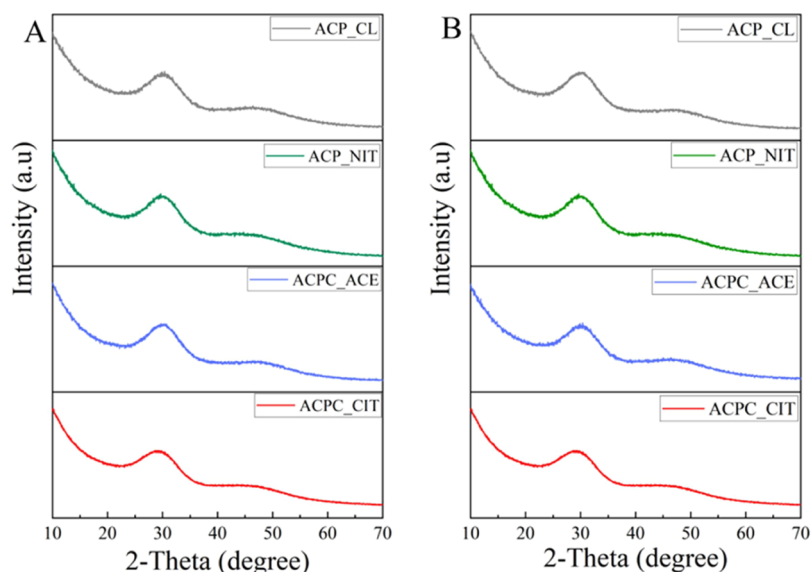 A
ACP_CL
ACP_NIT
ACPC_ACE
ACPC_CIT
Intensity (a.u)
10 20 30 40 50 60 70
2-Theta (degree)
B
ACP_CL
ACP_NIT
ACPC_ACE
ACPC_CIT
Intensity (a.u)
10 20 30 40 50 60 70
2-Theta (degree)